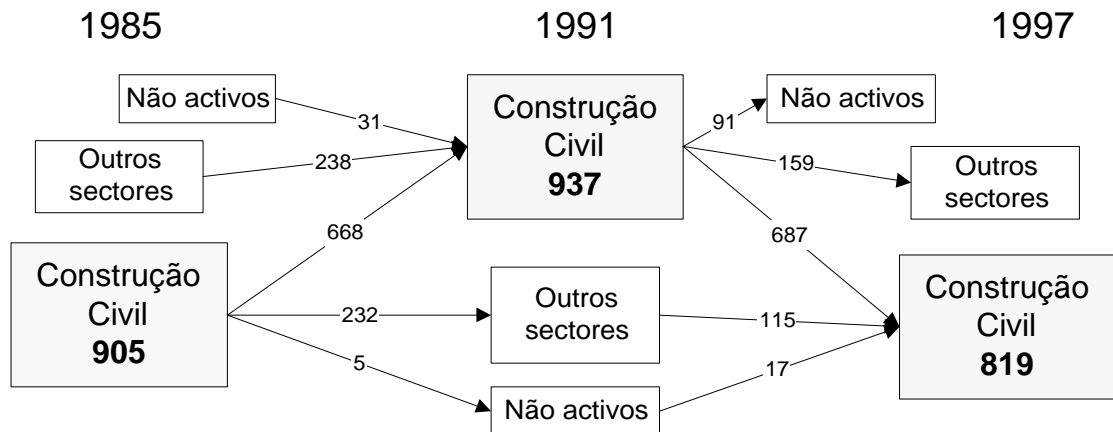 1985
1991
1997
Não activos
31
Outros
sectores
238
668
Construção
Civil
905
232
5
Construção
Civil
937
Outros
sectores
Não activos
91
Não activos
159
Outros
sectores
687
115
17
Construção
Civil
819